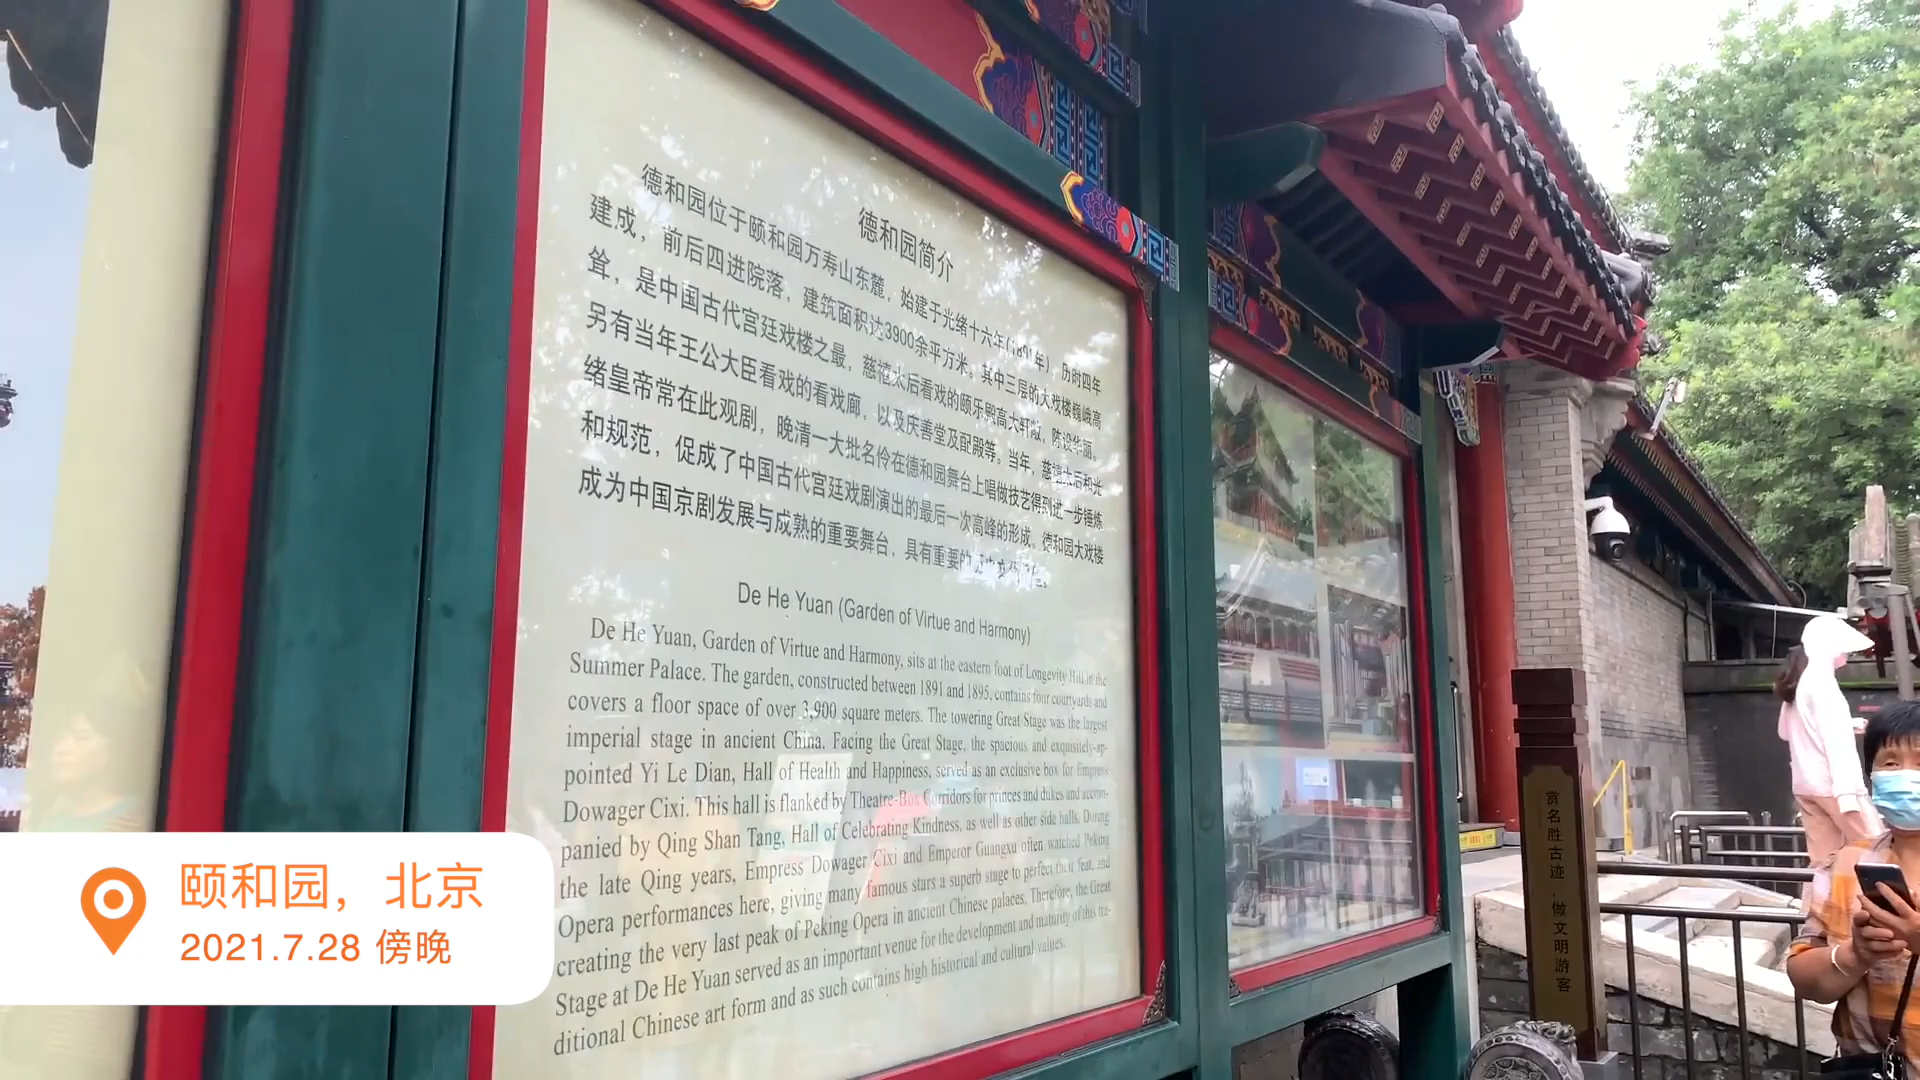 德和园简介
德和园位于颐和园万寿山东麓，始建于光绪十六年(1891年)，历时四年
建成，前后四进院落，建筑面积达3900余平方米。其中三层的大戏楼巍峨高
耸，是中国古代宫廷戏楼之最，慈禧太后看戏的颐乐殿高大轩敞，陈设华丽。
另有当年王公大臣看戏的看戏廊，以及庆善堂及配殿等。当年，慈禧太后和光
绪皇帝常在此观剧，晚清一大批名伶在德和园舞台上唱做技艺得到进一步锤炼
和规范，促成了中国古代宫廷戏剧演出的最后一次高峰的形成。德和园大戏楼
成为中国京剧发展与成熟的重要舞台，具有重要的
De He Yuan (Garden of Virtue and Harmony)
De He Yuan, Garden of Virtue and Harmony, sits at the eastern foot of Longevity Hill in the
Summer Palace. The garden, constructed between 1891 and 1895, contains four courtyards and
covers a floor space of over 3,900 square meters. The towering Great Stage was the largest
imperial stage in ancient China. Facing the Great Stage, the spacious and exquisitely-ap-
pointed Yi Le Dian, Hall of Health and Happiness, served as an exclusive box for Empress
Dowager Cixi. This hall is flanked by Theatre-Box Corridors for princes and dukes and accom-
panied by Qing Shan Tang, Hall of Celebrating Kindness, as well as other side halls. During
the late Qing years, Empress Dowager Cixi and Emperor Guangxu often watched Peking
Opera performances here, giving many famous stars a superb stage to perfect their feat, and
creating the very last peak of Peking Opera in ancient Chinese palaces. Therefore, the Great
Stage at De He Yuan served as an important venue for the development and maturity of this tra-
ditional Chinese art form and as such contains high historical and cultural values.
赏名胜古迹 做文明游客
颐和园，北京
2021.7.28 傍晚